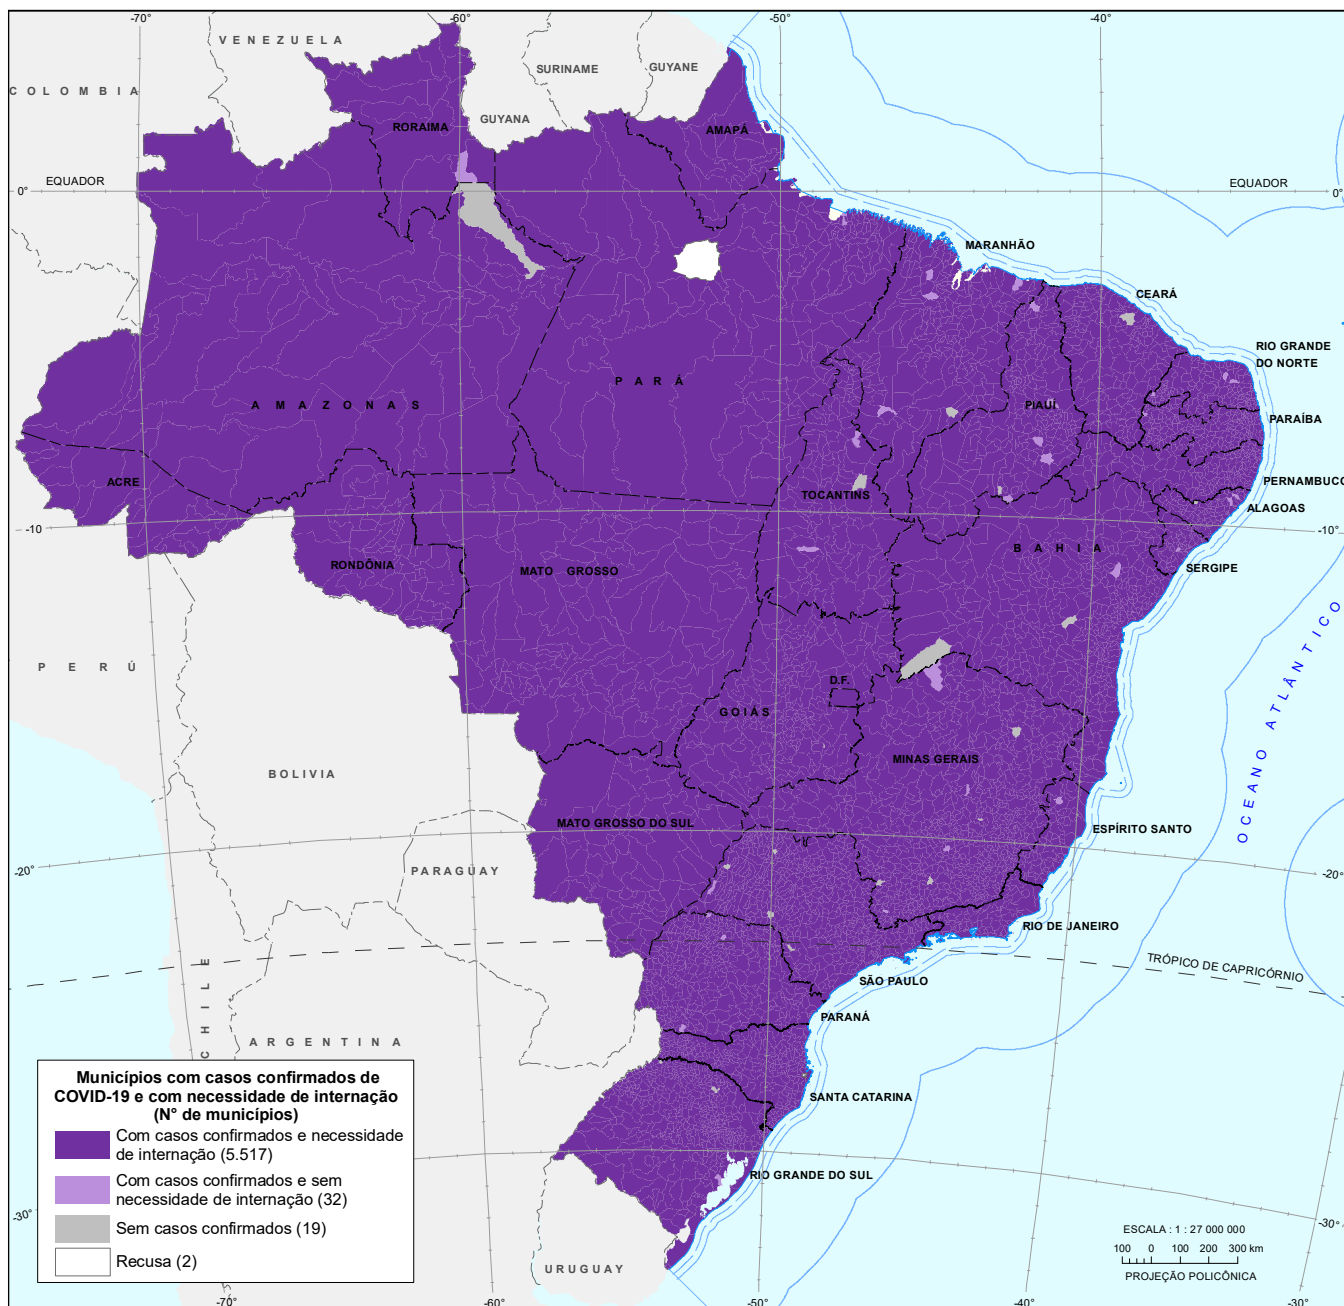 -70°
-60°
-50°
-40°
VENEZUELA
COLOMBIA
SURINAME
GUYANE
GUYANA
RORAIMA
AMAPÁ
EQUADOR
0°
EQUADOR
0°
MARANHÃO
CEARÁ
RIO GRANDE
DO NORTE
PARÁ
AMAZONAS
PIAUÍ
PARAÍBA
ACRE
TOCANTINS
PERNAMBUCO
ALAGOAS
-10°
-10°
BAHIA
RONDÔNIA
MATO GROSSO
SERGIPE
PERÚ
OCEANO ATLÂNTICO
D.F.
GOIÁS
MINAS GERAIS
BOLIVIA
MATO GROSSO DO SUL
ESPÍRITO SANTO
-20°
-20°
PARAGUAY
RIO DE JANEIRO
TRÓPICO DE CAPRICÓRNIO
SÃO PAULO
CHILE
PARANÁ
ARGENTINA
SANTA CATARINA
RIO GRANDE DO SUL
Municípios com casos confirmados de
COVID-19 e com necessidade de internação
(N° de municípios)
Com casos confirmados e necessidade
de internação (5.517)
Com casos confirmados e sem
necessidade de internação (32)
Sem casos confirmados (19)
Recusa (2)
-30°
-30°
URUGUAY
ESCALA : 1 : 27 000 000
100 0 100 200 300 km
PROJEÇÃO POLICÔNICA
-70°
-60°
-50°
-40°
-30°